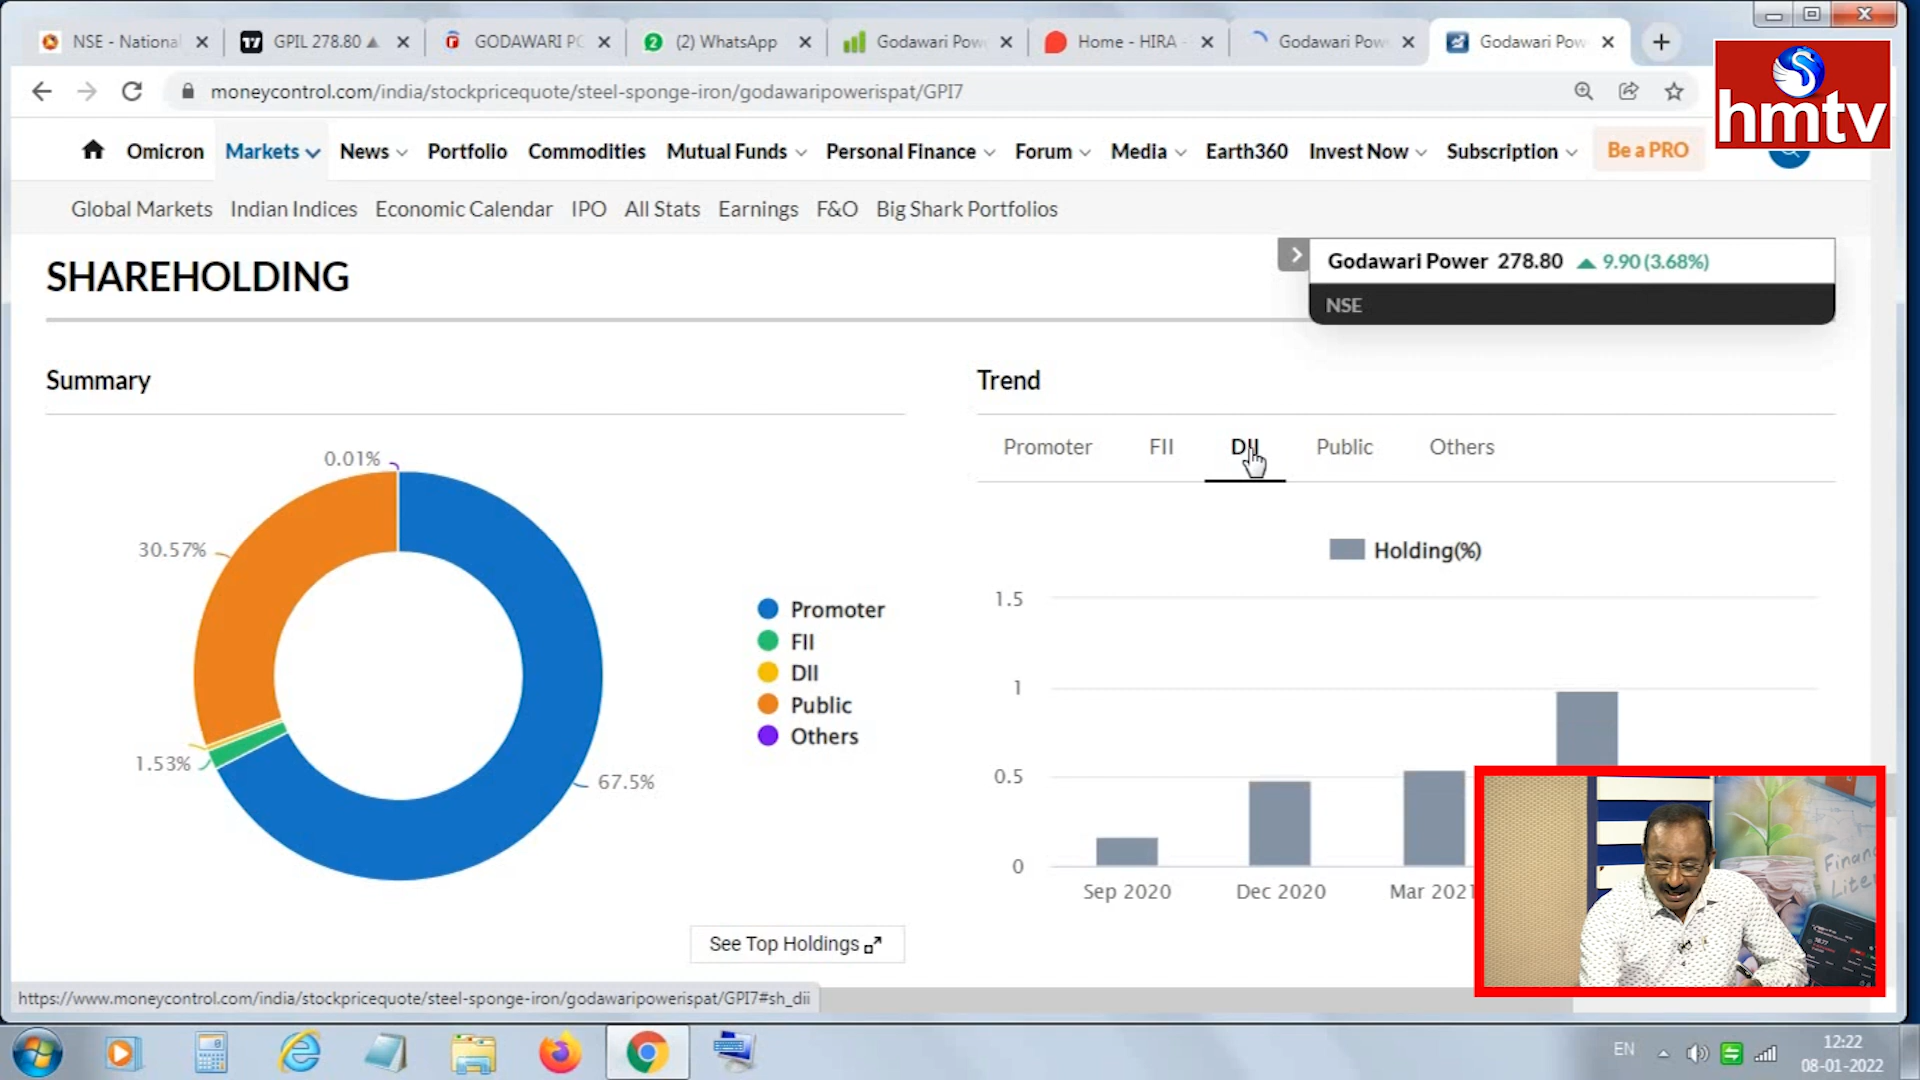 NSE - National
GPIL 278.80
GODAWARI PO
(2) WhatsApp
Godawari Pow
Home - HIRA -
Godawari Pow
Godawari Pow
moneycontrol.com/india/stockpricequote/steel-sponge-iron/godawaripowerispat/GPI7
hmtv
Omicron Markets News Portfolio Commodities Mutual Funds Personal Finance Forum Media Earth360 Invest Now Subscription Be a PRO
Global Markets Indian Indices Economic Calendar IPO All Stats Earnings F&O Big Shark Portfolios
SHAREHOLDING
Godawari Power 278.80 ▲ 9.90 (3.68%)
NSE
Summary
0.01%
30.57%
1.53%
67.5%
Promoter
FII
DII
Public
Others
See Top Holdings
Trend
Promoter FII DII Public Others
Holding(%)
1.5
1
0.5
0
Sep 2020 Dec 2020 Mar 2021
Finan
Lite
https://www.moneycontrol.com/india/stockpricequote/steel-sponge-iron/godawaripowerispat/GPI7#sh_dii
EN
12:22
08-01-2022